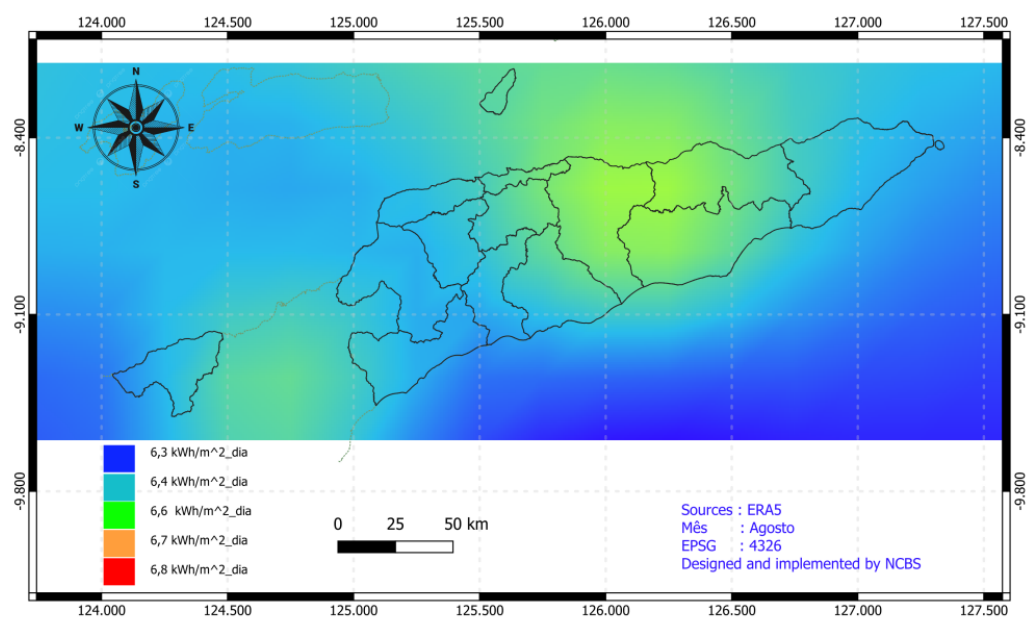 124.000 124.500 125.000 125.500 126.000 126.500 127.000 127.500
N
W E
S
-8.400 -8.400
-9.100 -9.100
-9.800 -9.800
6,3 kWh/m^2_dia
6,4 kWh/m^2_dia
6,6 kWh/m^2_dia
6,7 kWh/m^2_dia
6,8 kWh/m^2_dia
0 25 50 km
Sources : ERA5
Mês : Agosto
EPSG : 4326
Designed and implemented by NCBS
124.000 124.500 125.000 125.500 126.000 126.500 127.000 127.500